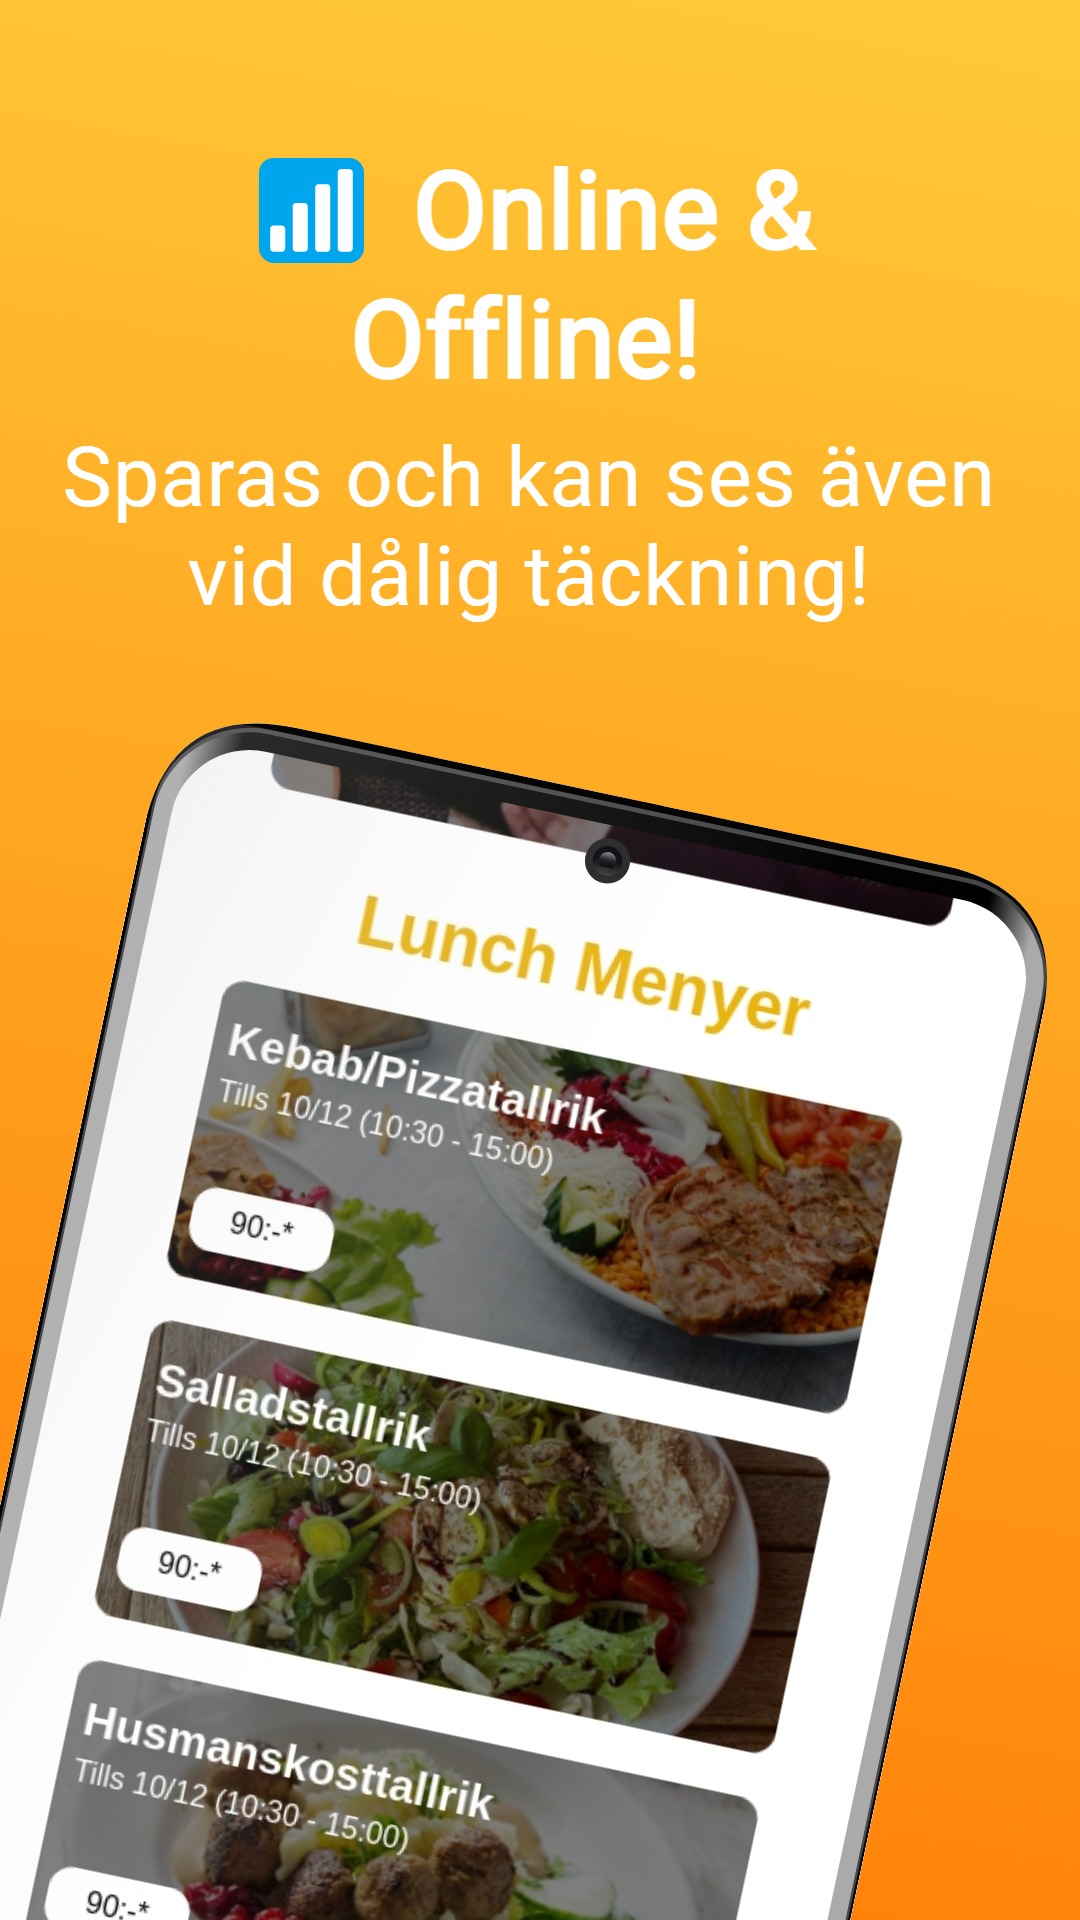 Online &
Offline!
Sparas och kan ses även
vid dålig täckning!
Lunch Menyer
Kebab/Pizzatallrik
Tills 10/12 (10:30 - 15:00)
90:-*
Salladstallrik
Tills 10/12 (10:30 - 15:00)
90:-*
Husmanskosttallrik
Tills 10/12 (10:30 - 15:00)
90:-*